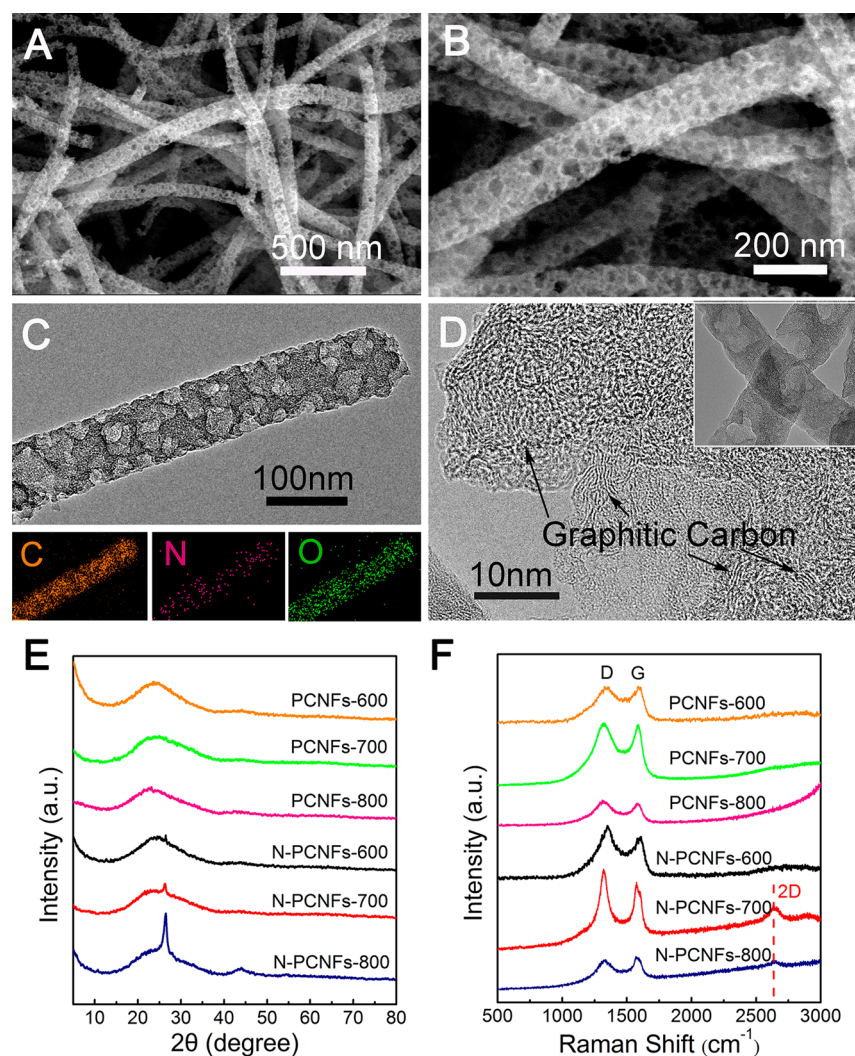 A
500 nm
B
200 nm
C
100nm
D
Graphitic Carbon
10nm
C
N
O
E
PCNFs-600
PCNFs-700
PCNFs-800
N-PCNFs-600
N-PCNFs-700
N-PCNFs-800
Intensity (a.u.)
10 20 30 40 50 60 70 80
2θ (degree)
F
D G
PCNFs-600
PCNFs-700
PCNFs-800
N-PCNFs-600
N-PCNFs-700
2D
N-PCNFs-800
Intensity (a.u.)
500 1000 1500 2000 2500 3000
Raman Shift (cm⁻¹)